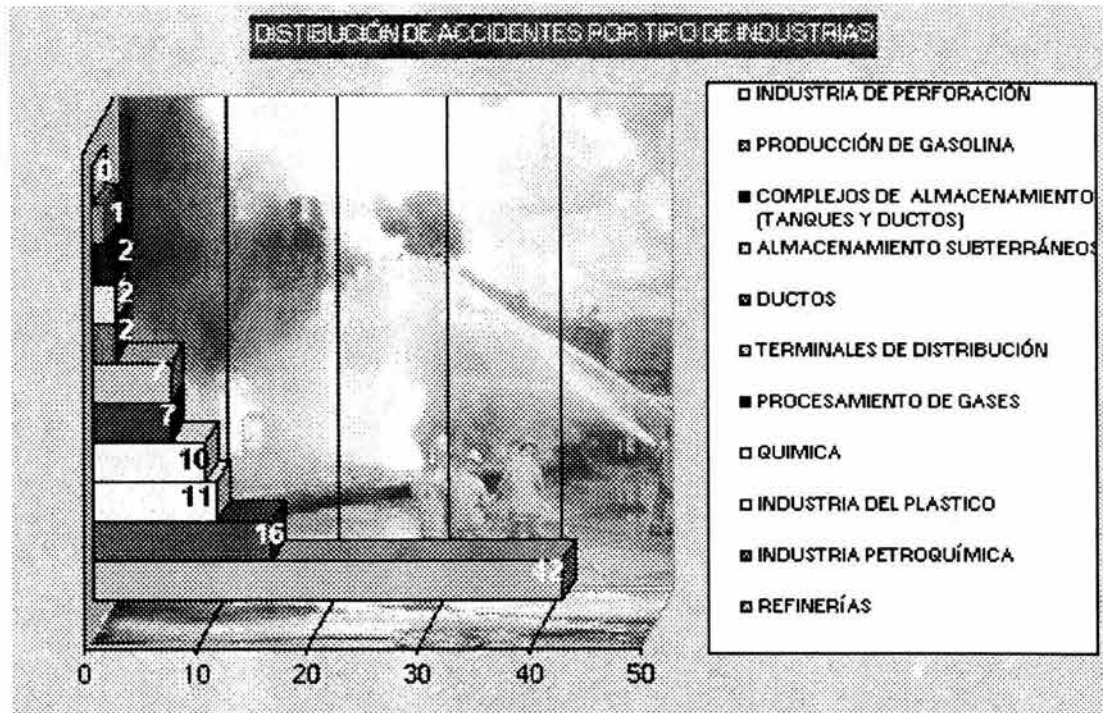 DISTIBUCIÓN DE ACCIDENTES POR TIPO DE INDUSTRIAS
INDUSTRIA DE PERFORACIÓN
PRODUCCIÓN DE GASOLINA
COMPLEJOS DE ALMACENAMIENTO
(TANQUES Y DUCTOS)
ALMACENAMIENTO SUBTERRÁNEOS
DUCTOS
TERMINALES DE DISTRIBUCIÓN
PROCESAMIENTO DE GASES
QUIMICA
INDUSTRIA DEL PLASTICO
INDUSTRIA PETROQUÍMICA
REFINERÍAS
1
2
2
2
7
7
10
11
16
42
0 10 20 30 40 50